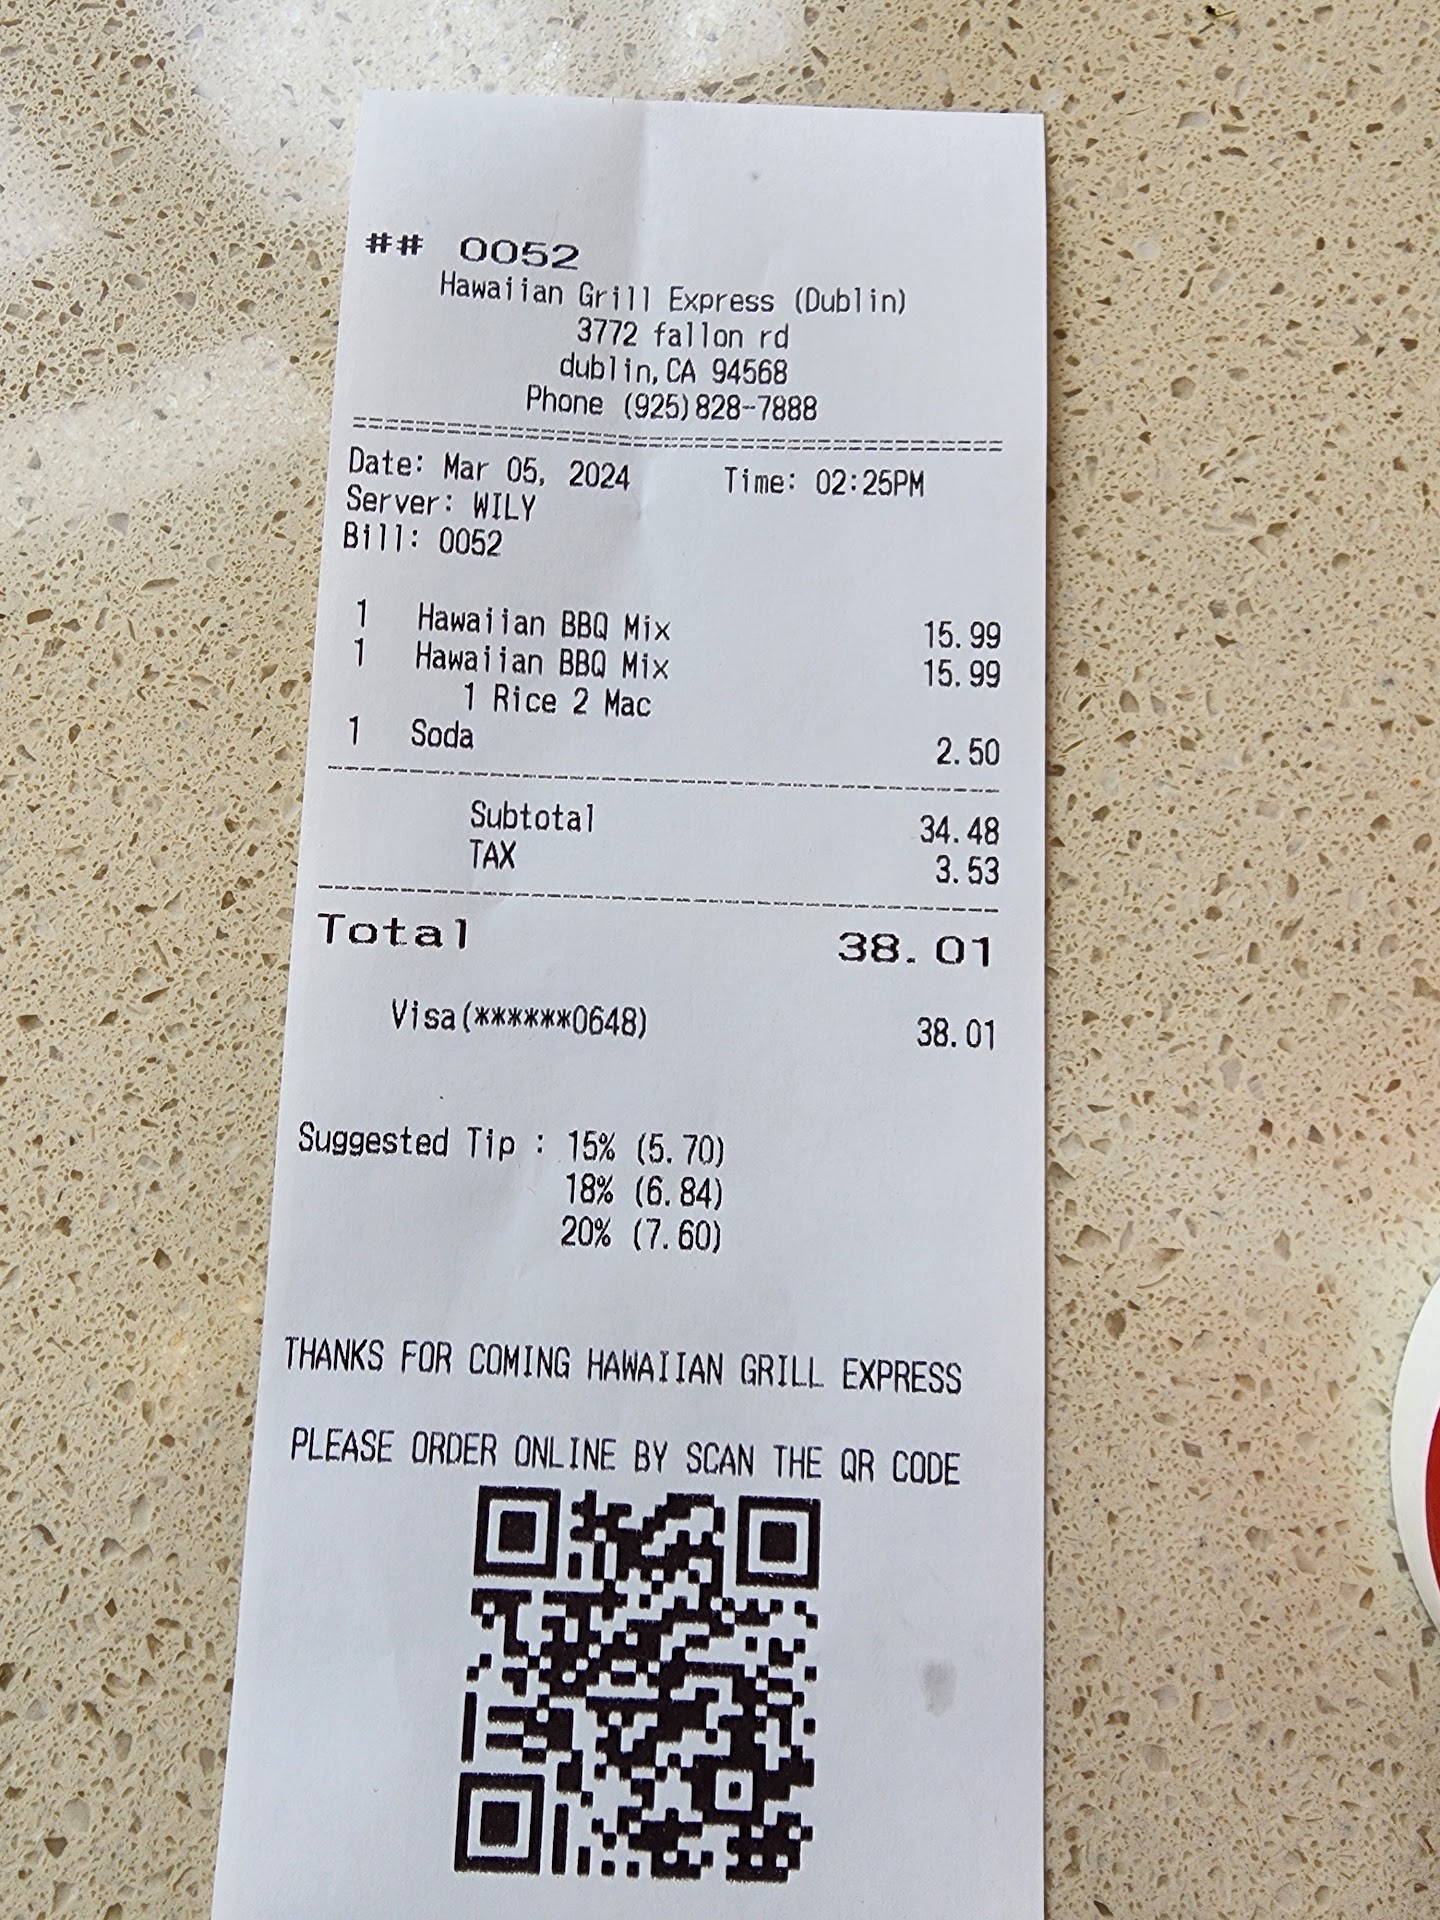 ## 0052
Hawaiian Grill Express (Dublin)
3772 fallon rd
dublin,CA 94568
Phone (925)828-7888
==========================================
Date: Mar 05, 2024 Time: 02:25PM
Server: WILY
Bill: 0052
1 Hawaiian BBQ Mix 15.99
1 Hawaiian BBQ Mix 15.99
1 Rice 2 Mac
1 Soda 2.50
Subtotal 34.48
TAX 3.53
Total 38.01
Visa(******0648) 38.01
Suggested Tip : 15% (5.70)
18% (6.84)
20% (7.60)
THANKS FOR COMING HAWAIIAN GRILL EXPRESS
PLEASE ORDER ONLINE BY SCAN THE QR CODE